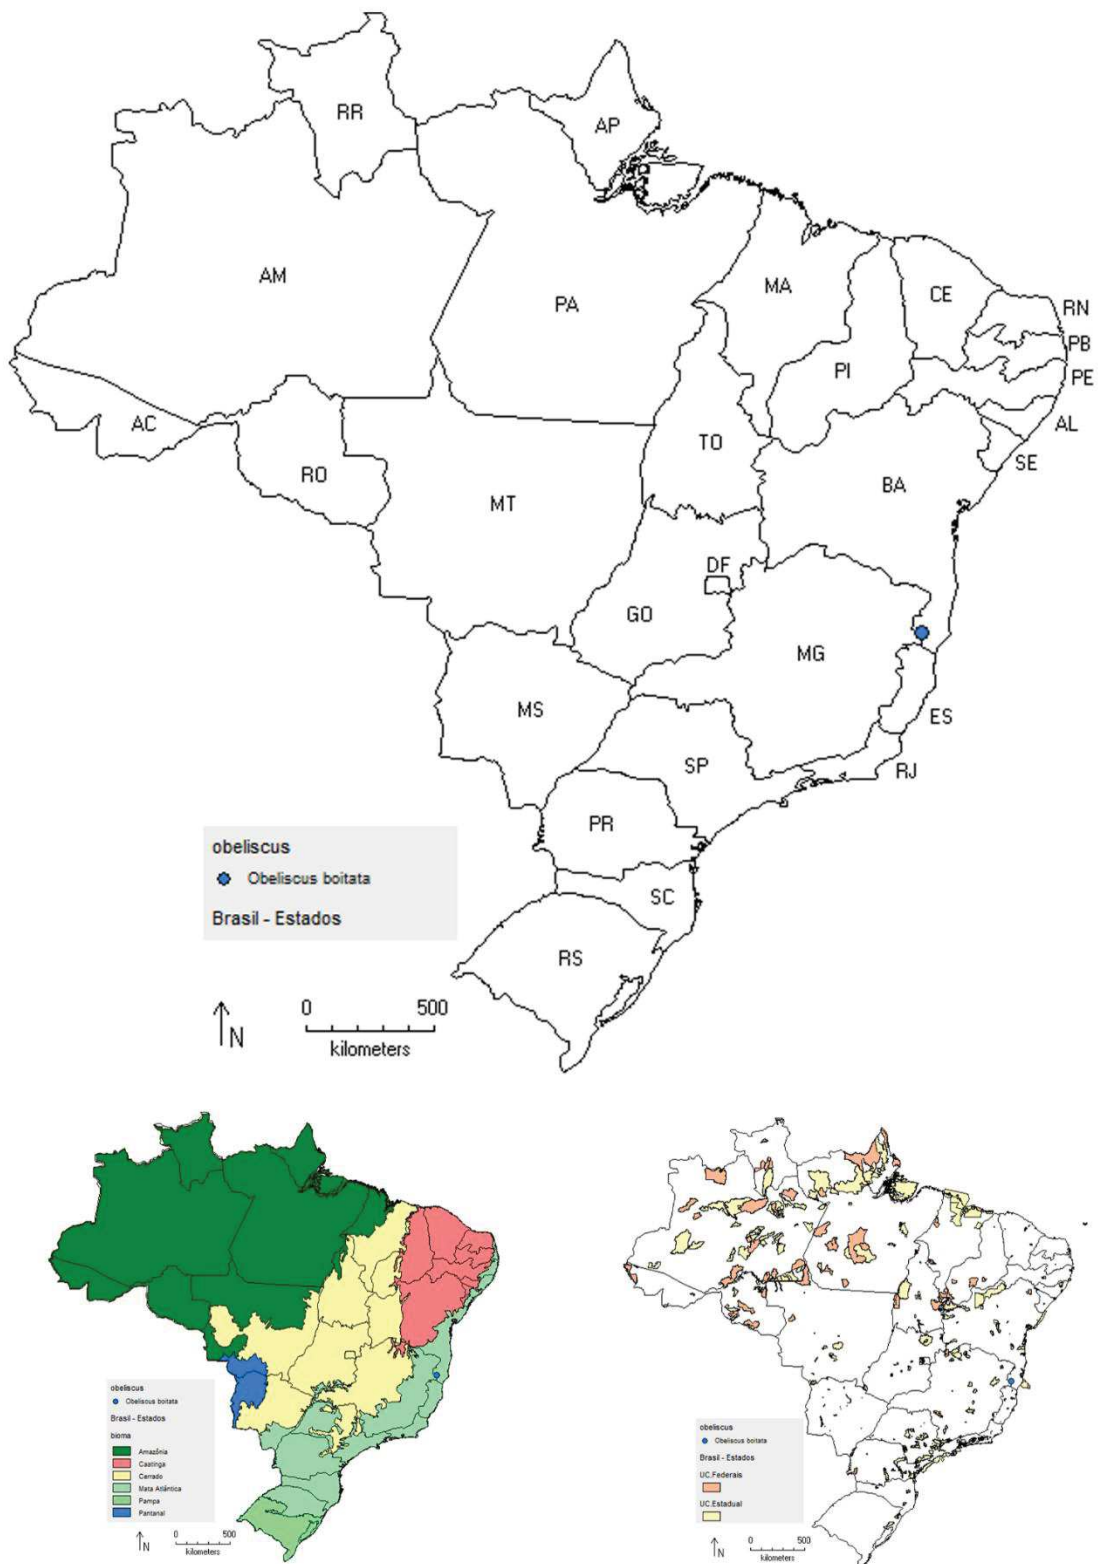 RR
AP
AM
PA
MA
CE
RN
PB
PI
PE
AC
AL
TO
SE
RO
BA
MT
DF
GO
MG
MS
ES
SP
RJ
PR
obeliscus
Obeliscus boitata
SC
Brasil - Estados
RS
N
0 500
kilometers
obeliscus
Obeliscus boitata
Brasil - Estados
bioma
Amazônia
Caatinga
Cerrado
Mata Atlântica
Pampa
Pantanal
N
0 500
kilometers
obeliscus
Obeliscus boitata
Brasil - Estados
UC.Federais
UC.Estadual
N
0 500
kilometers